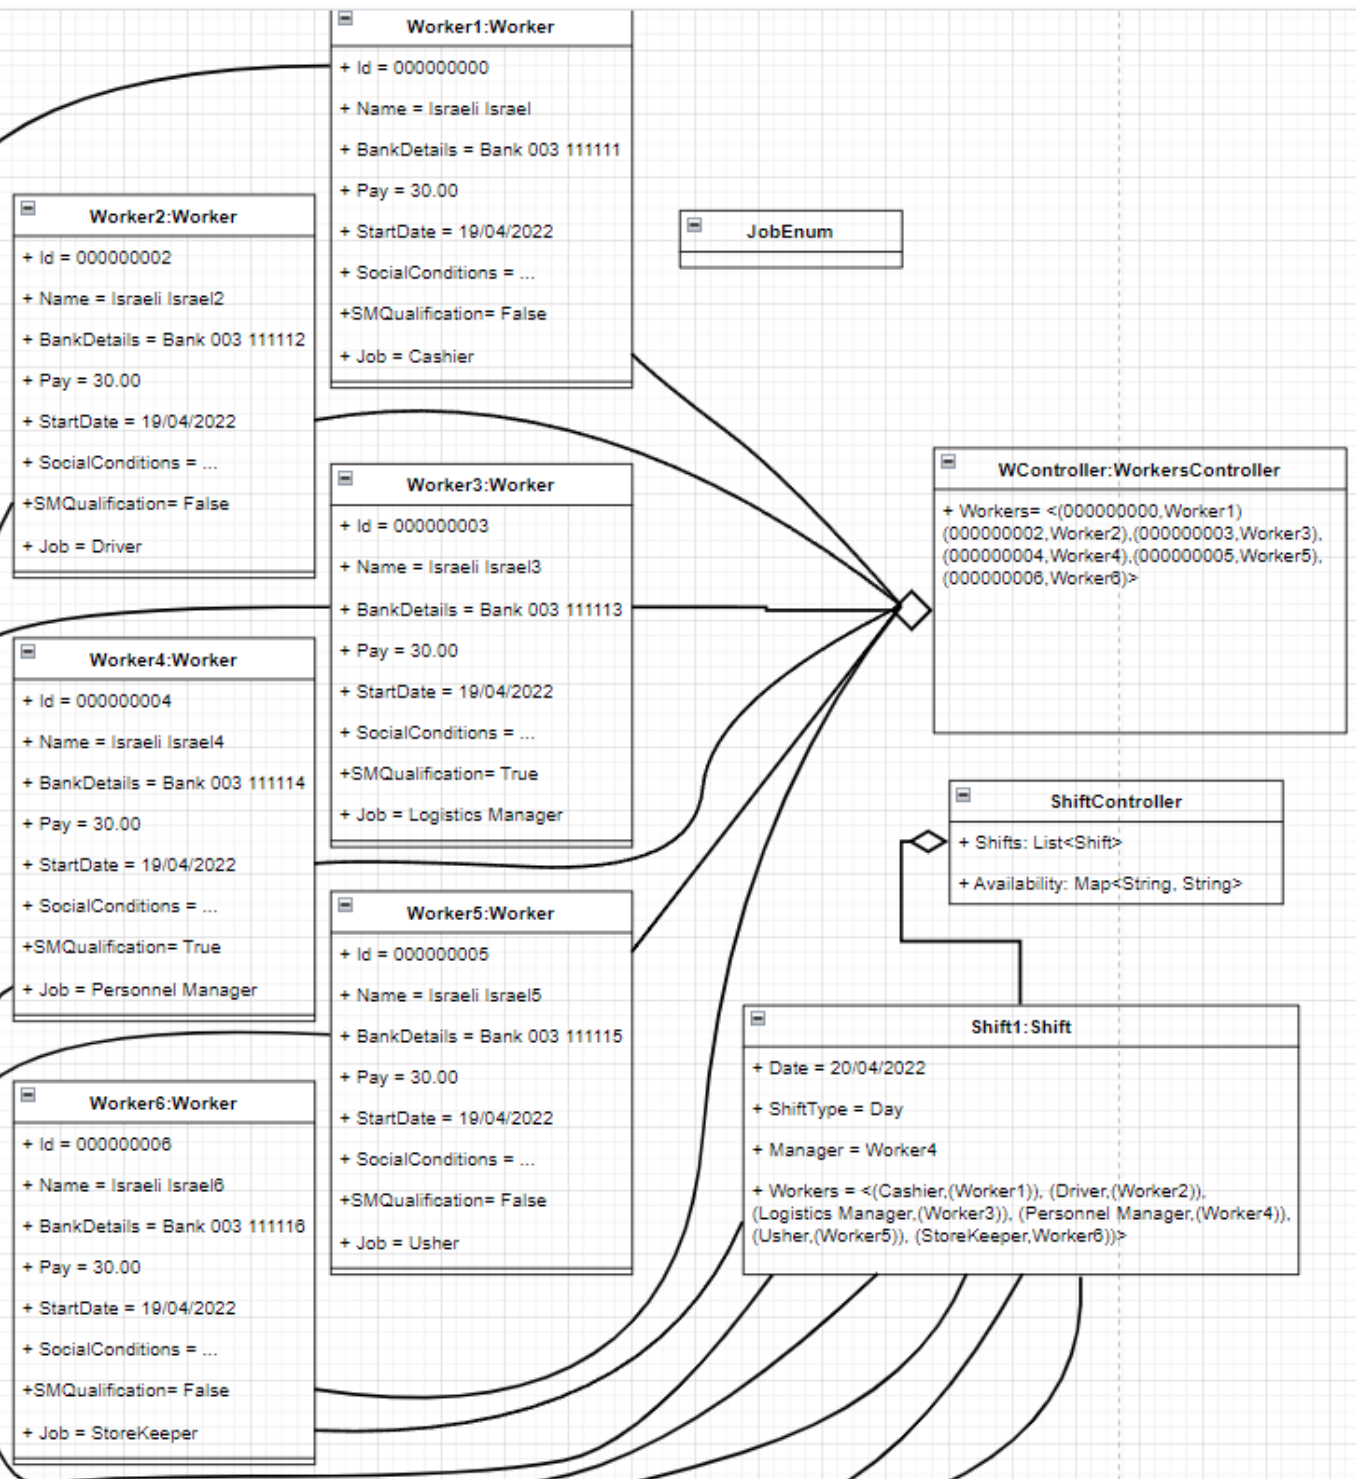 Worker1:Worker
+ Id = 000000000
+ Name = Israeli Israel
+ BankDetails = Bank 003 111111
+ Pay = 30.00
+ StartDate = 19/04/2022
+ SocialConditions = ...
+SMQualification= False
+ Job = Cashier
Worker2:Worker
+ Id = 000000002
+ Name = Israeli Israel2
+ BankDetails = Bank 003 111112
+ Pay = 30.00
+ StartDate = 19/04/2022
+ SocialConditions = ...
+SMQualification= False
+ Job = Driver
JobEnum
Worker3:Worker
+ Id = 000000003
+ Name = Israeli Israel3
+ BankDetails = Bank 003 111113
+ Pay = 30.00
+ StartDate = 19/04/2022
+ SocialConditions = ...
+SMQualification= True
+ Job = Logistics Manager
WController:WorkersController
+ Workers= <(000000000,Worker1)
(000000002,Worker2),(000000003,Worker3),
(000000004,Worker4),(000000005,Worker5),
(000000006,Worker6)>
Worker4:Worker
+ Id = 000000004
+ Name = Israeli Israel4
+ BankDetails = Bank 003 111114
+ Pay = 30.00
+ StartDate = 19/04/2022
+ SocialConditions = ...
+SMQualification= True
+ Job = Personnel Manager
ShiftController
+ Shifts: List<Shift>
+ Availability: Map<String, String>
Worker5:Worker
+ Id = 000000005
+ Name = Israeli Israel5
+ BankDetails = Bank 003 111115
+ Pay = 30.00
+ StartDate = 19/04/2022
+ SocialConditions = ...
+SMQualification= False
+ Job = Usher
Shift1:Shift
+ Date = 20/04/2022
+ ShiftType = Day
+ Manager = Worker4
+ Workers = <(Cashier,(Worker1)), (Driver,(Worker2)),
(Logistics Manager,(Worker3)), (Personnel Manager,(Worker4)),
(Usher,(Worker5)), (StoreKeeper,Worker6))>
Worker6:Worker
+ Id = 000000006
+ Name = Israeli Israel6
+ BankDetails = Bank 003 111116
+ Pay = 30.00
+ StartDate = 19/04/2022
+ SocialConditions = ...
+SMQualification= False
+ Job = StoreKeeper